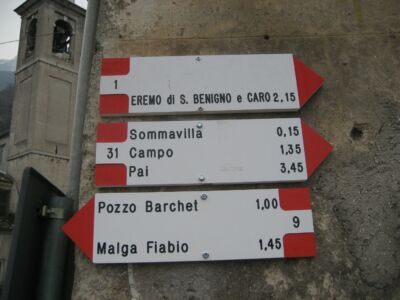 1
EREMO di S. BENIGNO e CARO 2,15
Sommavilla 0,15
31 Campo 1,35
Pai 3,45
Pozzo Barchet 1,00
9
Malga Fiabio 1,45